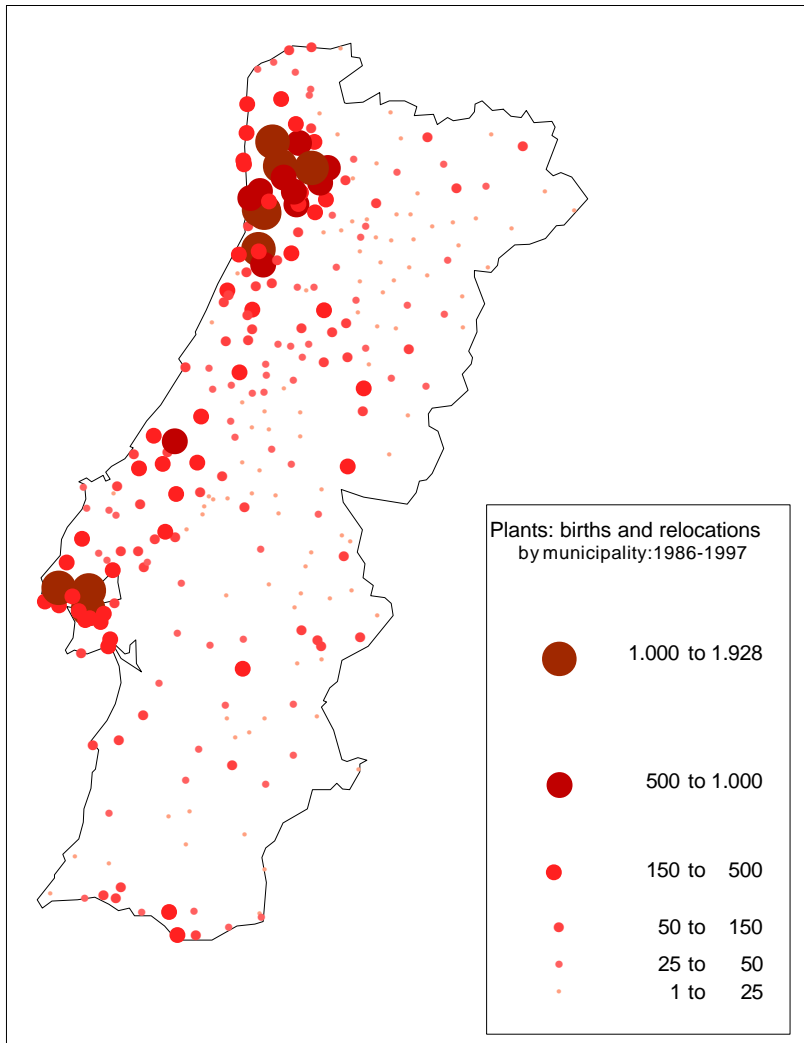 Plants: births and relocations
by municipality:1986-1997
1.000 to 1.928
500 to 1.000
150 to 500
50 to 150
25 to 50
1 to 25